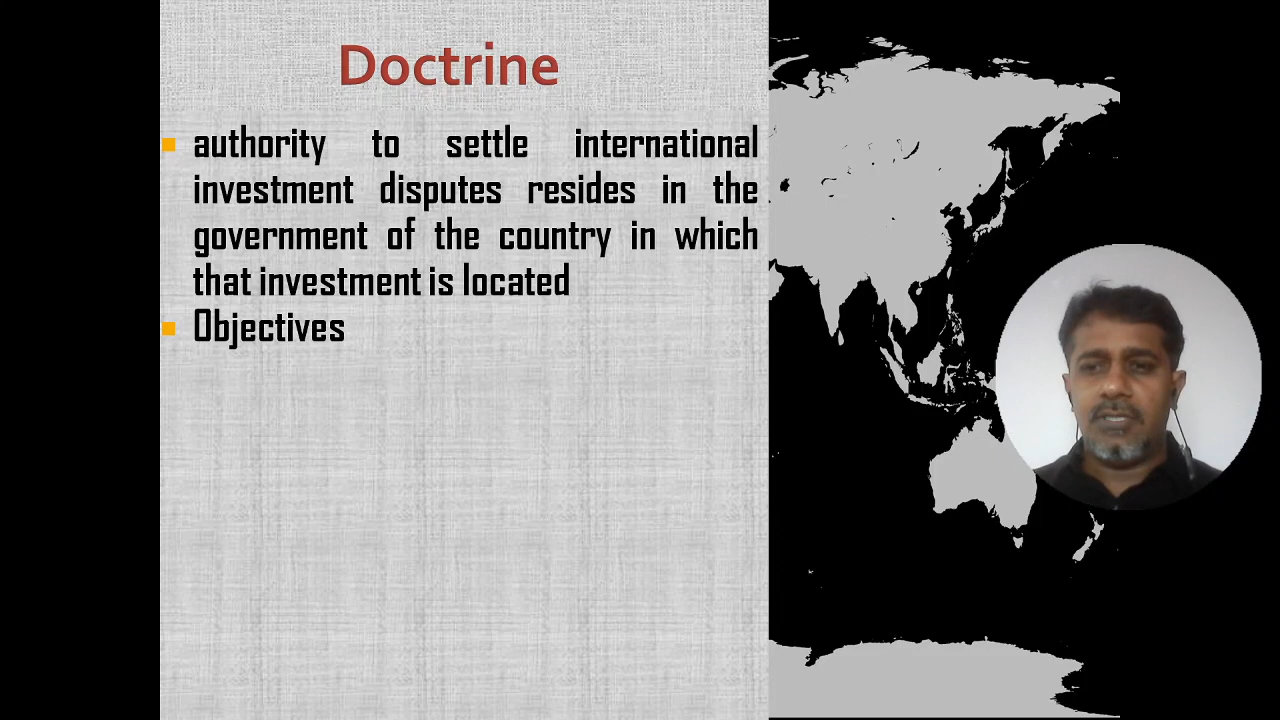 Doctrine
authority to settle international
investment disputes resides in the
government of the country in which
that investment is located
Objectives